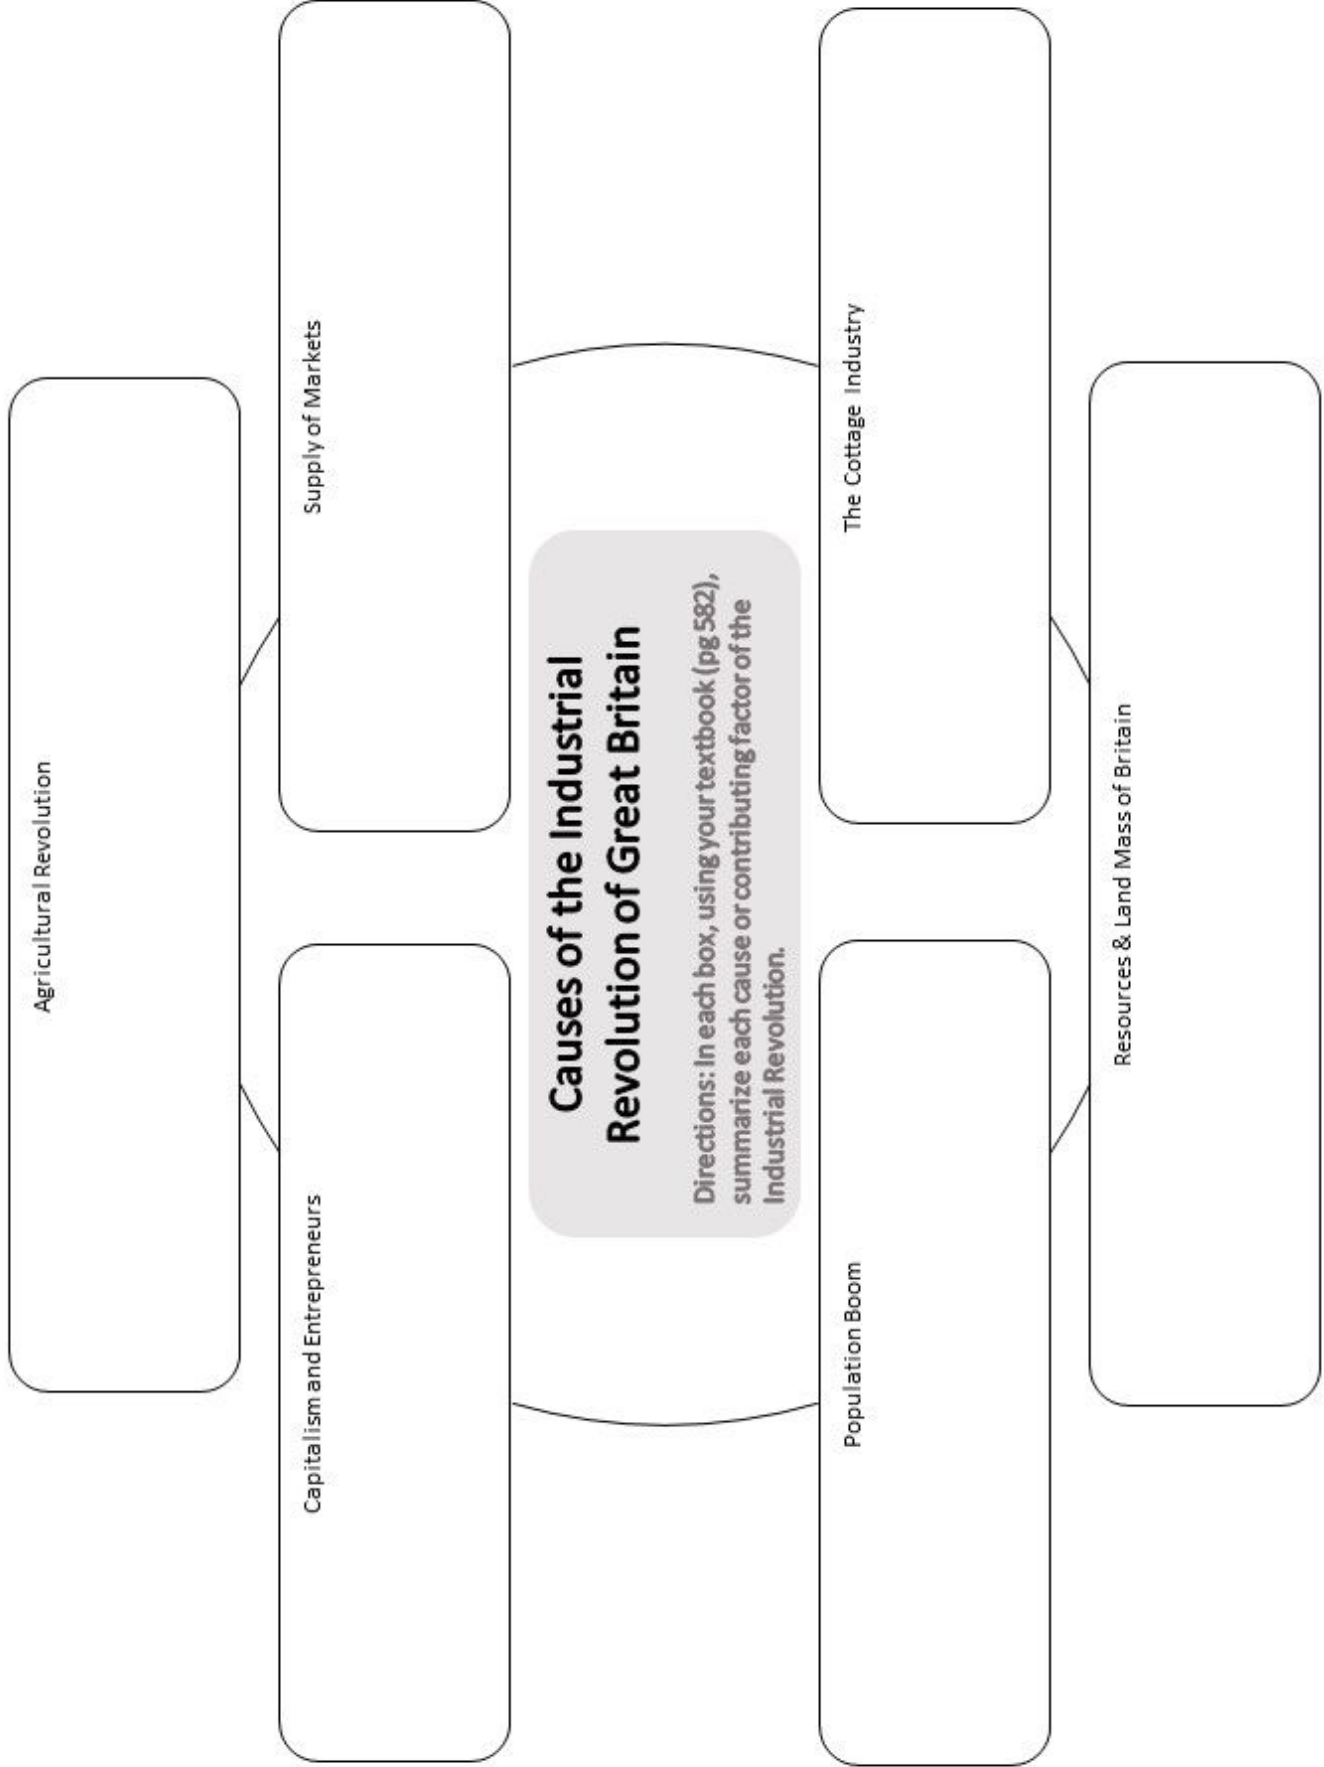 Agricultural Revolution
Capitalism and Entrepreneurs
Supply of Markets
Causes of the Industrial
Revolution of Great Britain
Directions: In each box, using your textbook (pg 582),
summarize each cause or contributing factor of the
Industrial Revolution.
Population Boom
The Cottage Industry
Resources & Land Mass of Britain